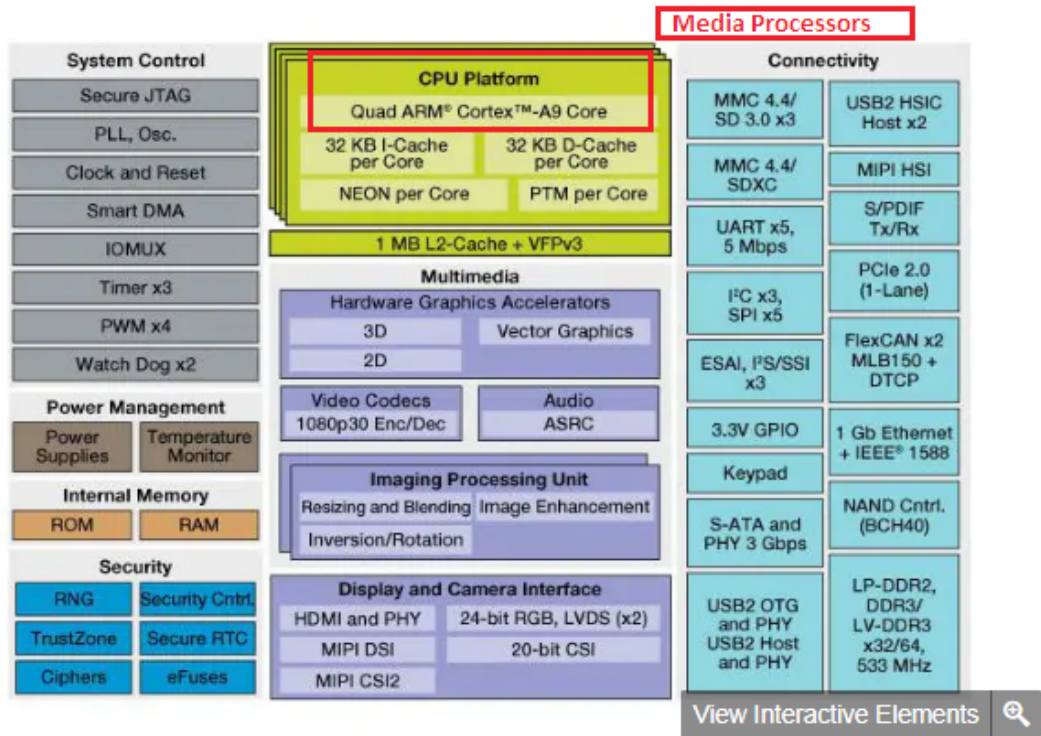 Media Processors
System Control
Secure JTAG
PLL, Osc.
Clock and Reset
Smart DMA
IOMUX
Timer x3
PWM x4
Watch Dog x2
Power Management
Power
Supplies
Temperature
Monitor
Internal Memory
ROM
RAM
Security
RNG
Security Cntrl.
TrustZone
Secure RTC
Ciphers
eFuses
CPU Platform
Quad ARM® Cortex™-A9 Core
32 KB I-Cache
per Core
32 KB D-Cache
per Core
NEON per Core
PTM per Core
1 MB L2-Cache + VFPv3
Multimedia
Hardware Graphics Accelerators
3D
Vector Graphics
2D
Video Codecs
1080p30 Enc/Dec
Audio
ASRC
Imaging Processing Unit
Resizing and Blending
Image Enhancement
Inversion/Rotation
Display and Camera Interface
HDMI and PHY
24-bit RGB, LVDS (x2)
MIPI DSI
20-bit CSI
MIPI CSI2
Connectivity
MMC 4.4/
SD 3.0 x3
MMC 4.4/
SDXC
UART x5,
5 Mbps
I²C x3,
SPI x5
ESAI, I²S/SSI
x3
3.3V GPIO
Keypad
S-ATA and
PHY 3 Gbps
USB2 OTG
and PHY
USB2 Host
and PHY
USB2 HSIC
Host x2
MIPI HSI
S/PDIF
Tx/Rx
PCIe 2.0
(1-Lane)
FlexCAN x2
MLB150 +
DTCP
1 Gb Ethernet
+ IEEE® 1588
NAND Cntrl.
(BCH40)
LP-DDR2,
DDR3/
LV-DDR3
x32/64,
533 MHz
View Interactive Elements